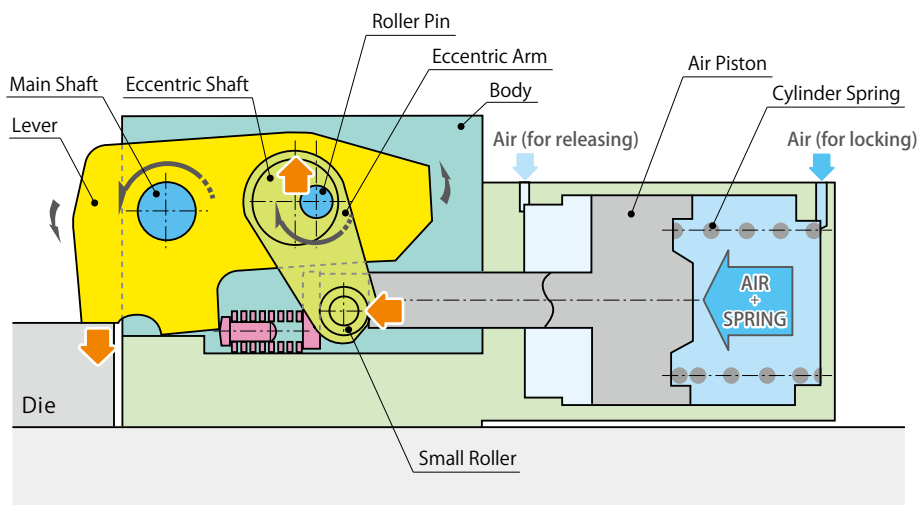 Roller Pin
Eccentric Arm
Main Shaft
Eccentric Shaft
Air Piston
Body
Cylinder Spring
Lever
Air (for releasing)
Air (for locking)
AIR
+
SPRING
Die
Small Roller